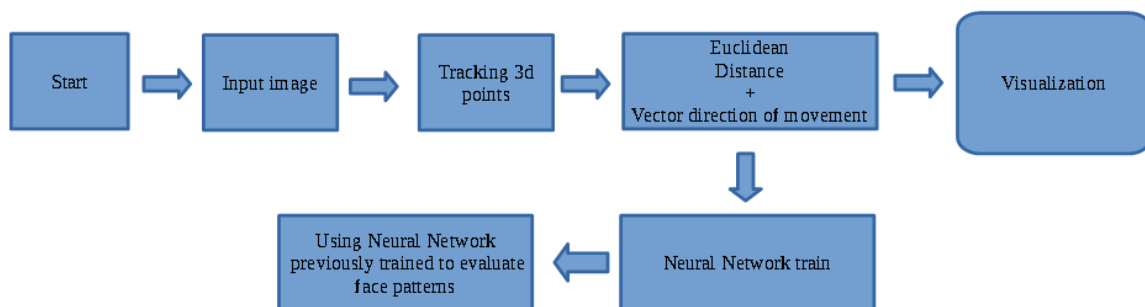 Start
Input image
Tracking 3d
points
Euclidean
Distance
+
Vector direction of movement
Visualization
Using Neural Network
previously trained to evaluate
face patterns
Neural Network train